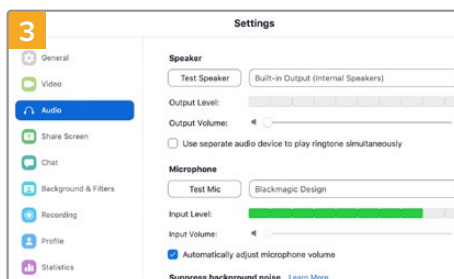 3
Settings
General
Video
Audio
Share Screen
Chat
Background & Filters
Recording
Profile
Statistics
Speaker
Test Speaker Built-in Output (Internal Speakers)
Output Level:
Output Volume:
Use separate audio device to play ringtone simultaneously
Microphone
Test Mic Blackmagic Design
Input Level:
Input Volume:
Automatically adjust microphone volume
Suppress background noise Learn More